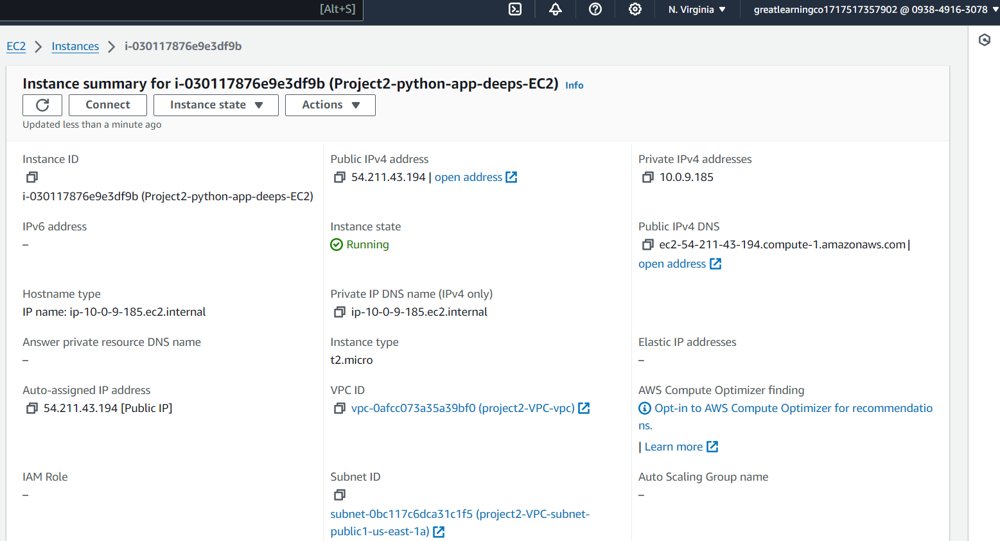 [Alt+S]
N. Virginia
greatlearningco1717517357902 @ 0938-4916-3078
EC2
Instances
i-030117876e9e3df9b
Instance summary for i-030117876e9e3df9b (Project2-python-app-deeps-EC2) Info
Connect
Instance state
Actions
Updated less than a minute ago
Instance ID
i-030117876e9e3df9b (Project2-python-app-deeps-EC2)
Public IPv4 address
54.211.43.194 | open address
Private IPv4 addresses
10.0.9.185
IPv6 address
–
Instance state
Running
Public IPv4 DNS
ec2-54-211-43-194.compute-1.amazonaws.com |
open address
Hostname type
IP name: ip-10-0-9-185.ec2.internal
Private IP DNS name (IPv4 only)
ip-10-0-9-185.ec2.internal
Answer private resource DNS name
–
Instance type
t2.micro
Elastic IP addresses
–
Auto-assigned IP address
54.211.43.194 [Public IP]
VPC ID
vpc-0afcc073a35a39bf0 (project2-VPC-vpc)
AWS Compute Optimizer finding
Opt-in to AWS Compute Optimizer for recommendatio
ns.
| Learn more
IAM Role
–
Subnet ID
subnet-0bc117c6dca31c1f5 (project2-VPC-subnet-
public1-us-east-1a)
Auto Scaling Group name
–